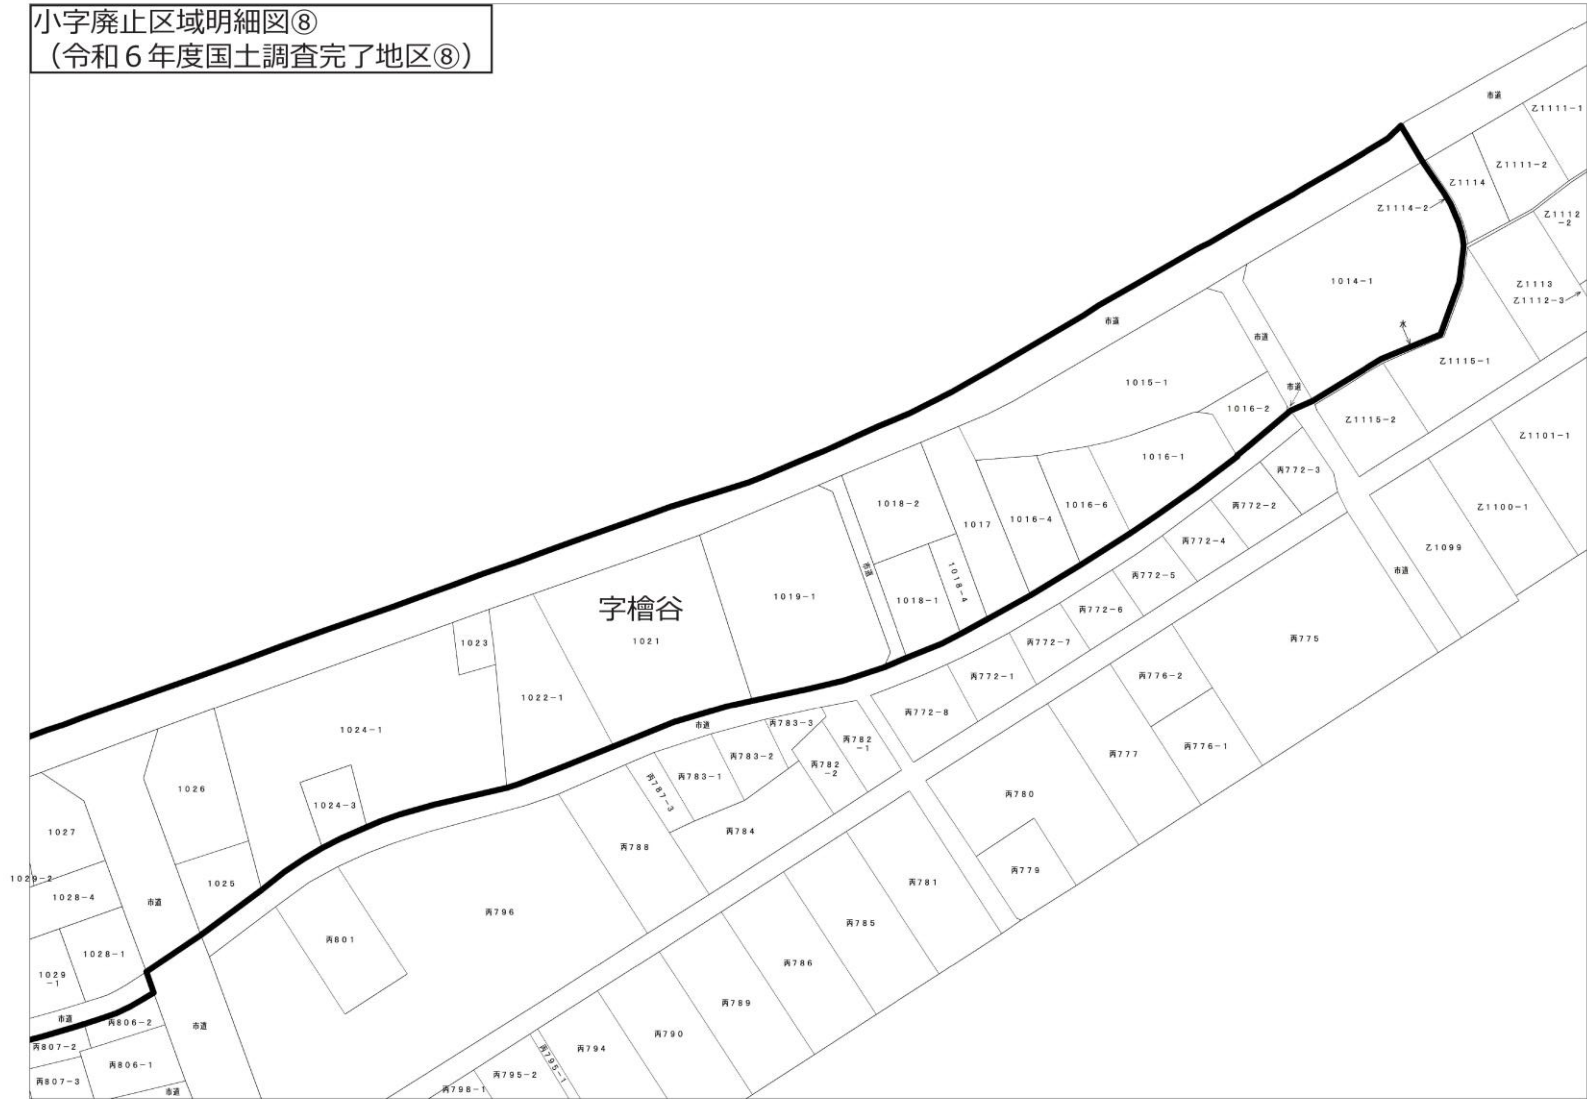 小字廃止区域明細図⑧
（令和６年度国土調査完了地区⑧）
市道
乙1111-1
乙1111-2
乙1114
乙1114-2
乙1112
-2
1014-1
乙1113
乙1112-3
市道
市道
水
乙1115-1
1015-1
市道
1016-2
乙1115-2
乙1101-1
1016-1
丙772-3
1018-2
1016-6
丙772-2
乙1100-1
1017
1016-4
丙772-4
乙1099
市道
市道
丙772-5
1018-4
字檜谷
1019-1
1018-1
丙772-6
1021
1023
丙772-7
丙775
1022-1
丙772-1
丙776-2
1024-1
市道
丙783-3
丙772-8
丙782
-1
丙783-2
丙777
丙776-1
丙782
-2
丙783-1
丙787-3
1026
1024-3
丙780
1027
丙784
丙788
丙779
1029-2
1025
丙781
1028-4
市道
丙796
丙785
丙801
1028-1
丙786
1029
-1
丙789
市道
丙806-2
市道
丙790
丙807-2
丙794
丙795-1
丙806-1
丙795-2
丙807-3
市道
丙798-1